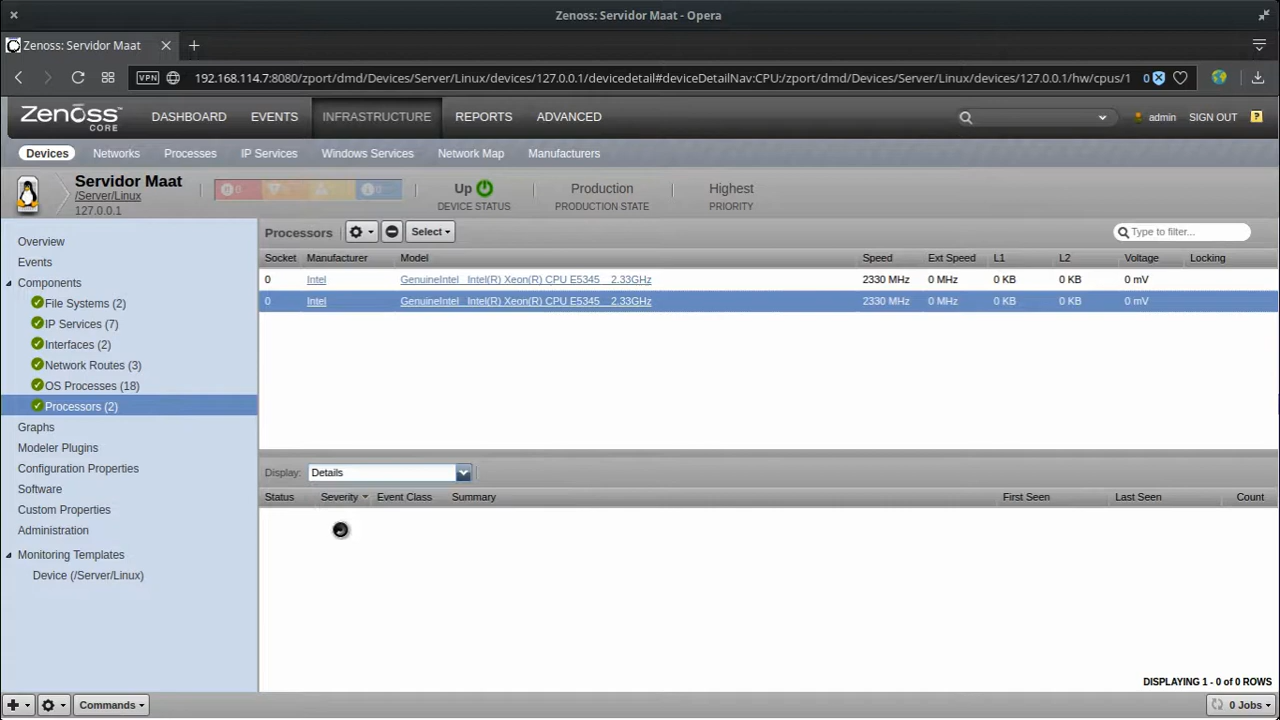 Zenoss: Servidor Maat - Opera
Zenoss: Servidor Maat
VPN 192.168.114.7:8080/zport/dmd/Devices/Server/Linux/devices/127.0.0.1/devicedetail#deviceDetailNav:CPU:/zport/dmd/Devices/Server/Linux/devices/127.0.0.1/hw/cpus/1 0
Zenoss CORE DASHBOARD EVENTS INFRASTRUCTURE REPORTS ADVANCED admin SIGN OUT ?
Devices Networks Processes IP Services Windows Services Network Map Manufacturers
Servidor Maat
/Server/Linux
127.0.0.1
0 0
Up Production Highest
DEVICE STATUS PRODUCTION STATE PRIORITY
Overview
Events
Components
File Systems (2)
IP Services (7)
Interfaces (2)
Network Routes (3)
OS Processes (18)
Processors (2)
Graphs
Modeler Plugins
Configuration Properties
Software
Custom Properties
Administration
Monitoring Templates
Device (/Server/Linux)
Processors Select Type to filter...
Socket Manufacturer Model Speed Ext Speed L1 L2 Voltage Locking
0 Intel GenuineIntel_ Intel(R) Xeon(R) CPU E5345 _ 2.33GHz 2330 MHz 0 MHz 0 KB 0 KB 0 mV
0 Intel GenuineIntel_ Intel(R) Xeon(R) CPU E5345 _ 2.33GHz 2330 MHz 0 MHz 0 KB 0 KB 0 mV
Display: Details
Status Severity Event Class Summary First Seen Last Seen Count
DISPLAYING 1 - 0 of 0 ROWS
Commands 0 Jobs